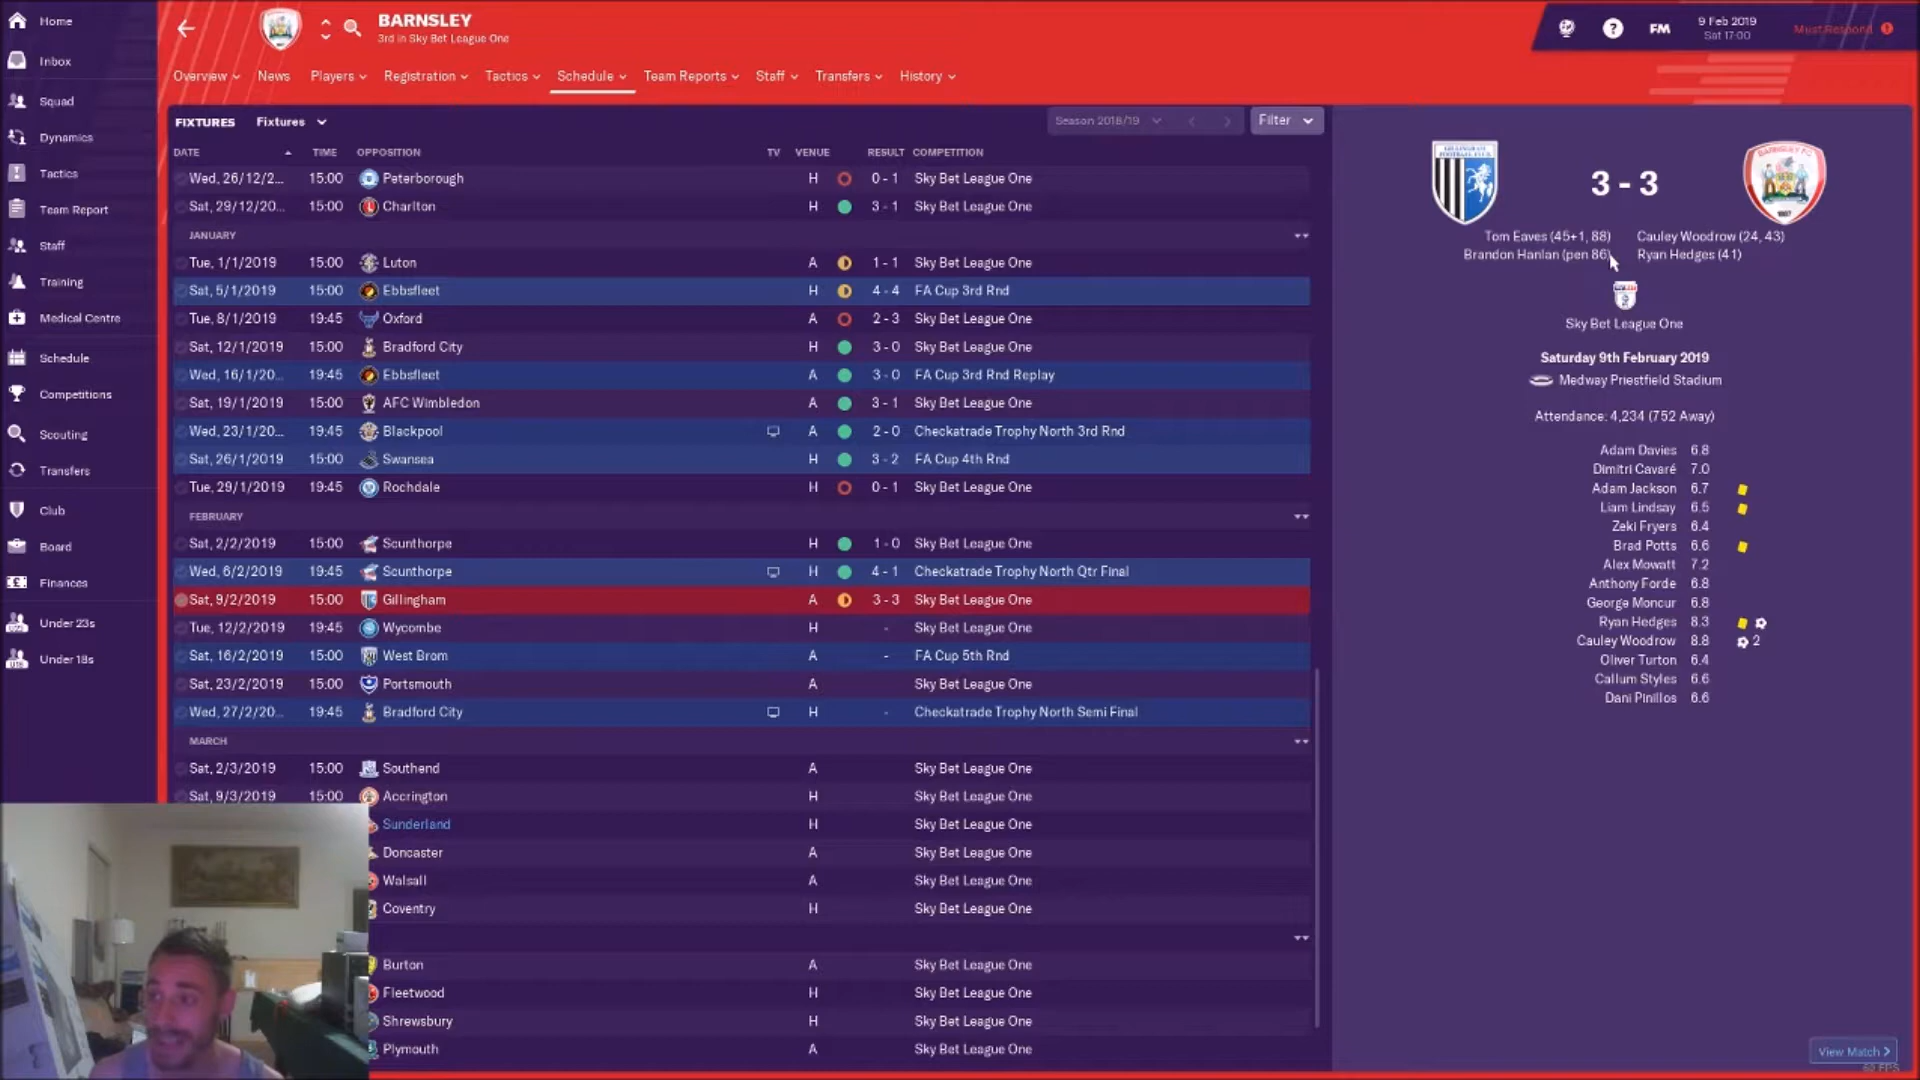 Home
Inbox
Squad
Dynamics
Tactics
Team Report
Staff
Training
Medical Centre
Schedule
Competitions
Scouting
Transfers
Club
Board
Finances
Under 23s
Under 18s
BARNSLEY
3rd in Sky Bet League One
FM
9 Feb 2019
Sat 17:00
Must Respond
Overview News Players Registration Tactics Schedule Team Reports Staff Transfers History
FIXTURES Fixtures Season 2018/19 Filter
DATE TIME OPPOSITION TV VENUE RESULT COMPETITION
Wed, 26/12/2... 15:00 Peterborough H 0 - 1 Sky Bet League One
Sat, 29/12/20... 15:00 Charlton H 3 - 1 Sky Bet League One
JANUARY
Tue, 1/1/2019 15:00 Luton A 1 - 1 Sky Bet League One
Sat, 5/1/2019 15:00 Ebbsfleet H 4 - 4 FA Cup 3rd Rnd
Tue, 8/1/2019 19:45 Oxford A 2 - 3 Sky Bet League One
Sat, 12/1/2019 15:00 Bradford City H 3 - 0 Sky Bet League One
Wed, 16/1/20... 19:45 Ebbsfleet A 3 - 0 FA Cup 3rd Rnd Replay
Sat, 19/1/2019 15:00 AFC Wimbledon A 3 - 1 Sky Bet League One
Wed, 23/1/20... 19:45 Blackpool A 2 - 0 Checkatrade Trophy North 3rd Rnd
Sat, 26/1/2019 15:00 Swansea H 3 - 2 FA Cup 4th Rnd
Tue, 29/1/2019 19:45 Rochdale H 0 - 1 Sky Bet League One
FEBRUARY
Sat, 2/2/2019 15:00 Scunthorpe H 1 - 0 Sky Bet League One
Wed, 6/2/2019 19:45 Scunthorpe H 4 - 1 Checkatrade Trophy North Qtr Final
Sat, 9/2/2019 15:00 Gillingham A 3 - 3 Sky Bet League One
Tue, 12/2/2019 19:45 Wycombe H - Sky Bet League One
Sat, 16/2/2019 15:00 West Brom A - FA Cup 5th Rnd
Sat, 23/2/2019 15:00 Portsmouth A Sky Bet League One
Wed, 27/2/20... 19:45 Bradford City H - Checkatrade Trophy North Semi Final
MARCH
Sat, 2/3/2019 15:00 Southend A Sky Bet League One
Sat, 9/3/2019 15:00 Accrington H Sky Bet League One
Sunderland H Sky Bet League One
Doncaster A Sky Bet League One
Walsall A Sky Bet League One
Coventry H Sky Bet League One
Burton A Sky Bet League One
Fleetwood H Sky Bet League One
Shrewsbury H Sky Bet League One
Plymouth A Sky Bet League One
GILLINGHAM
FOOTBALL CLUB
BARNSLEY FC
1887
3 - 3
Tom Eaves (45+1, 88) Cauley Woodrow (24, 43)
Brandon Hanlan (pen 86) Ryan Hedges (41)
Sky Bet League One
Saturday 9th February 2019
Medway Priestfield Stadium
Attendance: 4,234 (752 Away)
Adam Davies 6.8
Dimitri Cavaré 7.0
Adam Jackson 6.7
Liam Lindsay 6.5
Zeki Fryers 6.4
Brad Potts 6.6
Alex Mowatt 7.2
Anthony Forde 6.8
George Moncur 6.8
Ryan Hedges 8.3
Cauley Woodrow 8.8 2
Oliver Turton 6.4
Callum Styles 6.6
Dani Pinillos 6.6
View Match
60 FPS